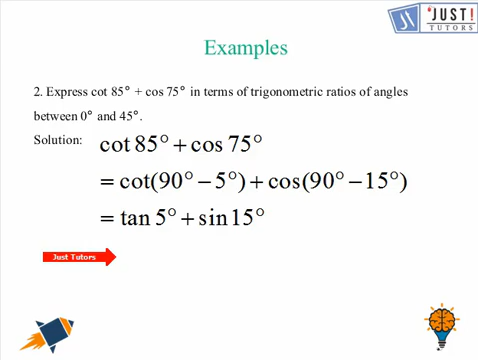 JUST!
TUTORS
Examples
2. Express cot 85° + cos 75° in terms of trigonometric ratios of angles
between 0° and 45°.
Solution:
cot 85° + cos 75°
= cot(90° − 5°) + cos(90° − 15°)
= tan 5° + sin 15°
Just Tutors